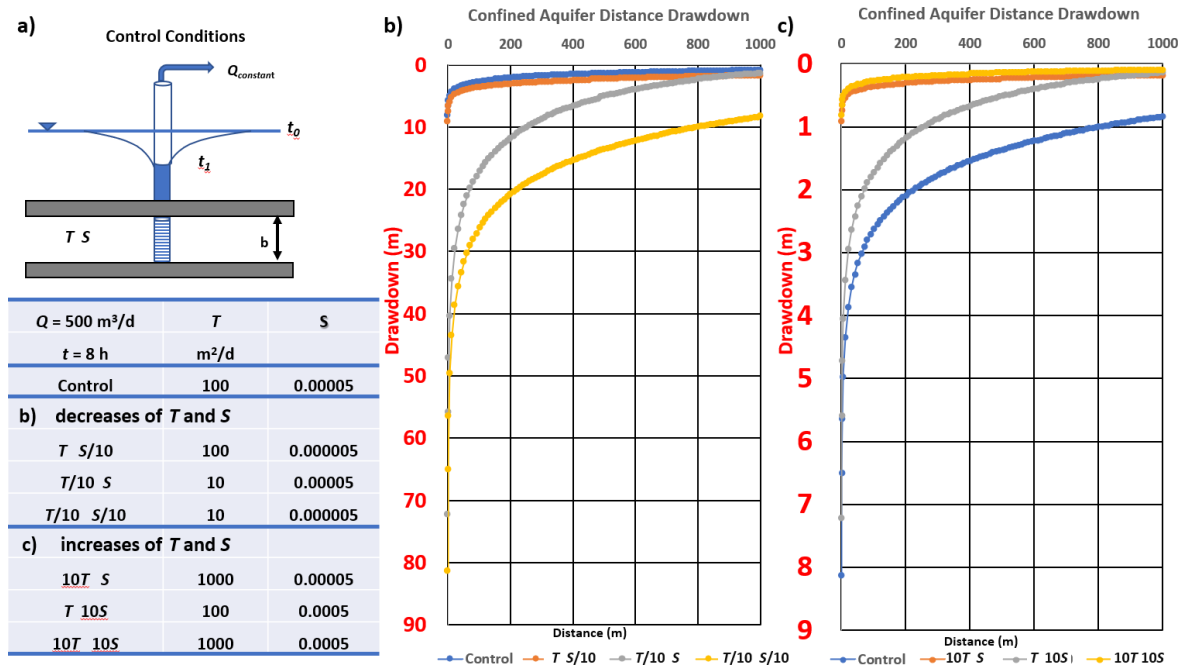 a)
Control Conditions
Qconstant
t0
t1
T S
b
Q = 500 m³/d T S
t = 8 h m²/d
Control 100 0.00005
b) decreases of T and S
T S/10 100 0.000005
T/10 S 10 0.00005
T/10 S/10 10 0.000005
c) increases of T and S
10T S 1000 0.00005
T 10S 100 0.0005
10T 10S 1000 0.0005
b)
Confined Aquifer Distance Drawdown
0 200 400 600 800 1000
0
10
20
30
40
50
60
70
80
90
Drawdown (m)
Distance (m)
Control T S/10 T/10 S T/10 S/10
c)
Confined Aquifer Distance Drawdown
0 200 400 600 800 1000
0
1
2
3
4
5
6
7
8
9
Drawdown (m)
Distance (m)
Control 10T S T 10S 10T 10S